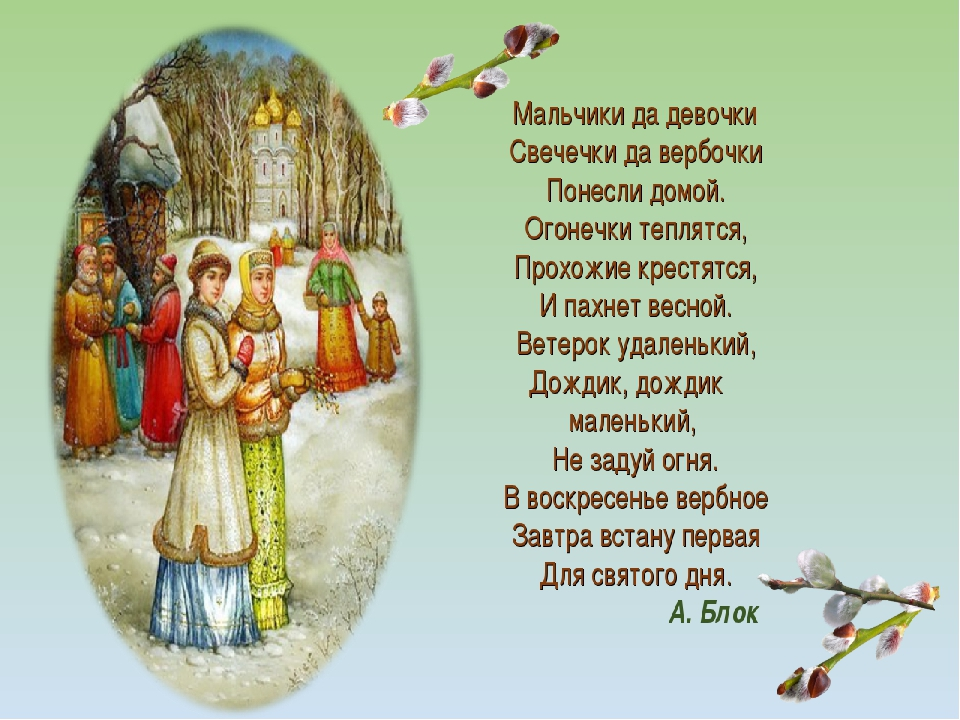 Мальчики да девочки
Свечечки да вербочки
Понесли домой.
Огонечки теплятся,
Прохожие крестятся,
И пахнет весной.
Ветерок удаленький,
Дождик, дождик
маленький,
Не задуй огня.
В воскресенье вербное
Завтра встану первая
Для святого дня.
А. Блок